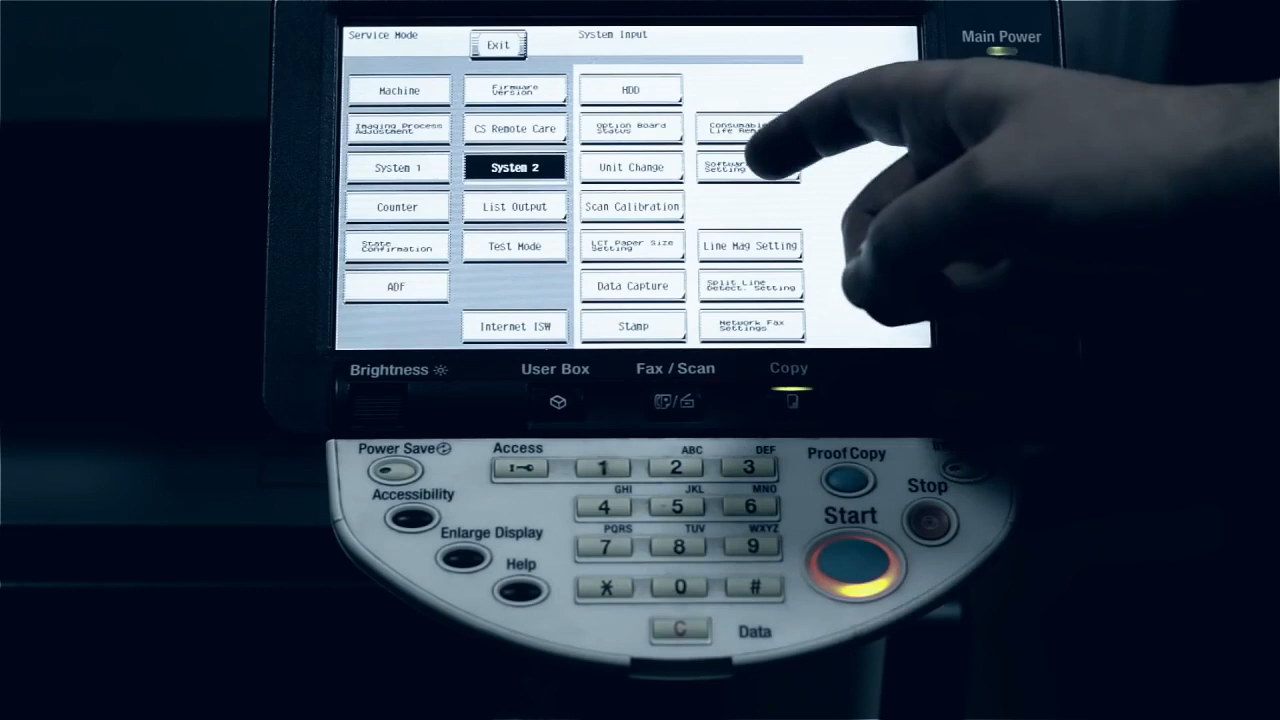 Service Mode
Exit
System Input
Main Power
Machine
Firmware
Version
HDD
Imaging Process
Adjustment
CS Remote Care
Option Board
Status
System 1
System 2
Unit Change
Setting
Counter
List Output
Scan Calibration
State
Confirmation
Test Mode
LCT Paper Size
Setting
Line Mag Setting
ADF
Data Capture
Split Line
Detect. Setting
Internet ISW
Stamp
Network Fax
Settings
Brightness
User Box
Fax / Scan
Copy
Power Save
Access
ABC
DEF
Proof Copy
1
2
3
Accessibility
GHI
JKL
MNO
Stop
4
5
6
Start
Enlarge Display
PQRS
TUV
WXYZ
7
8
9
Help
*
0
#
C
Data